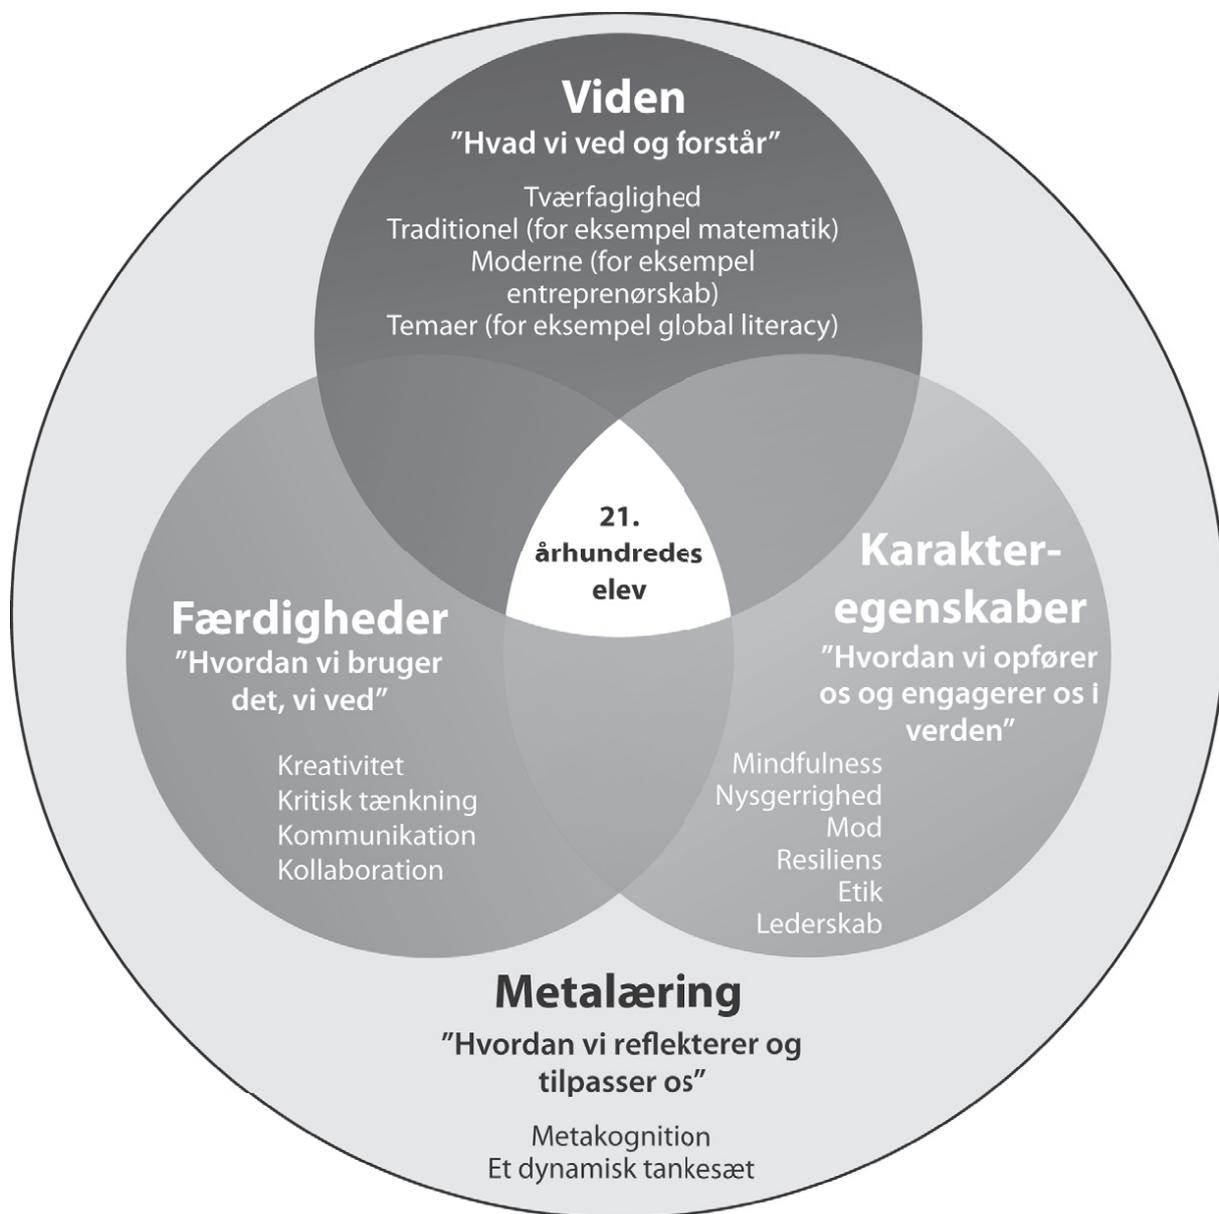 Viden
”Hvad vi ved og forstår”
Tværfaglighed
Traditionel (for eksempel matematik)
Moderne (for eksempel
entreprenørskab)
Temaer (for eksempel global literacy)
21.
århundredes
elev
Færdigheder
”Hvordan vi bruger
det, vi ved”
Kreativitet
Kritisk tænkning
Kommunikation
Kollaboration
Karakter-
egenskaber
”Hvordan vi opfører
os og engagerer os i
verden”
Mindfulness
Nysgerrighed
Mod
Resiliens
Etik
Lederskab
Metalæring
”Hvordan vi reflekterer og
tilpasser os”
Metakognition
Et dynamisk tankesæt